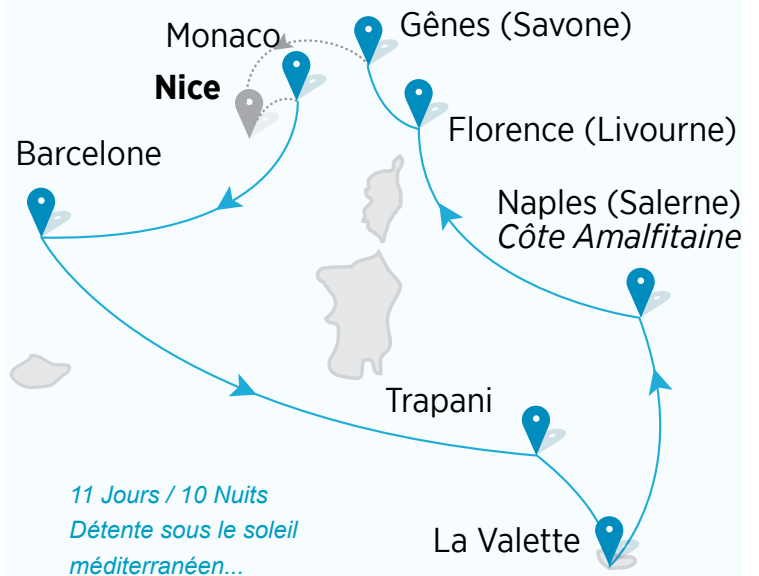 Gênes (Savone)
Monaco
Nice
Florence (Livourne)
Barcelone
Naples (Salerne)
Côte Amalfitaine
Trapani
11 Jours / 10 Nuits
Détente sous le soleil
méditerranéen...
La Valette